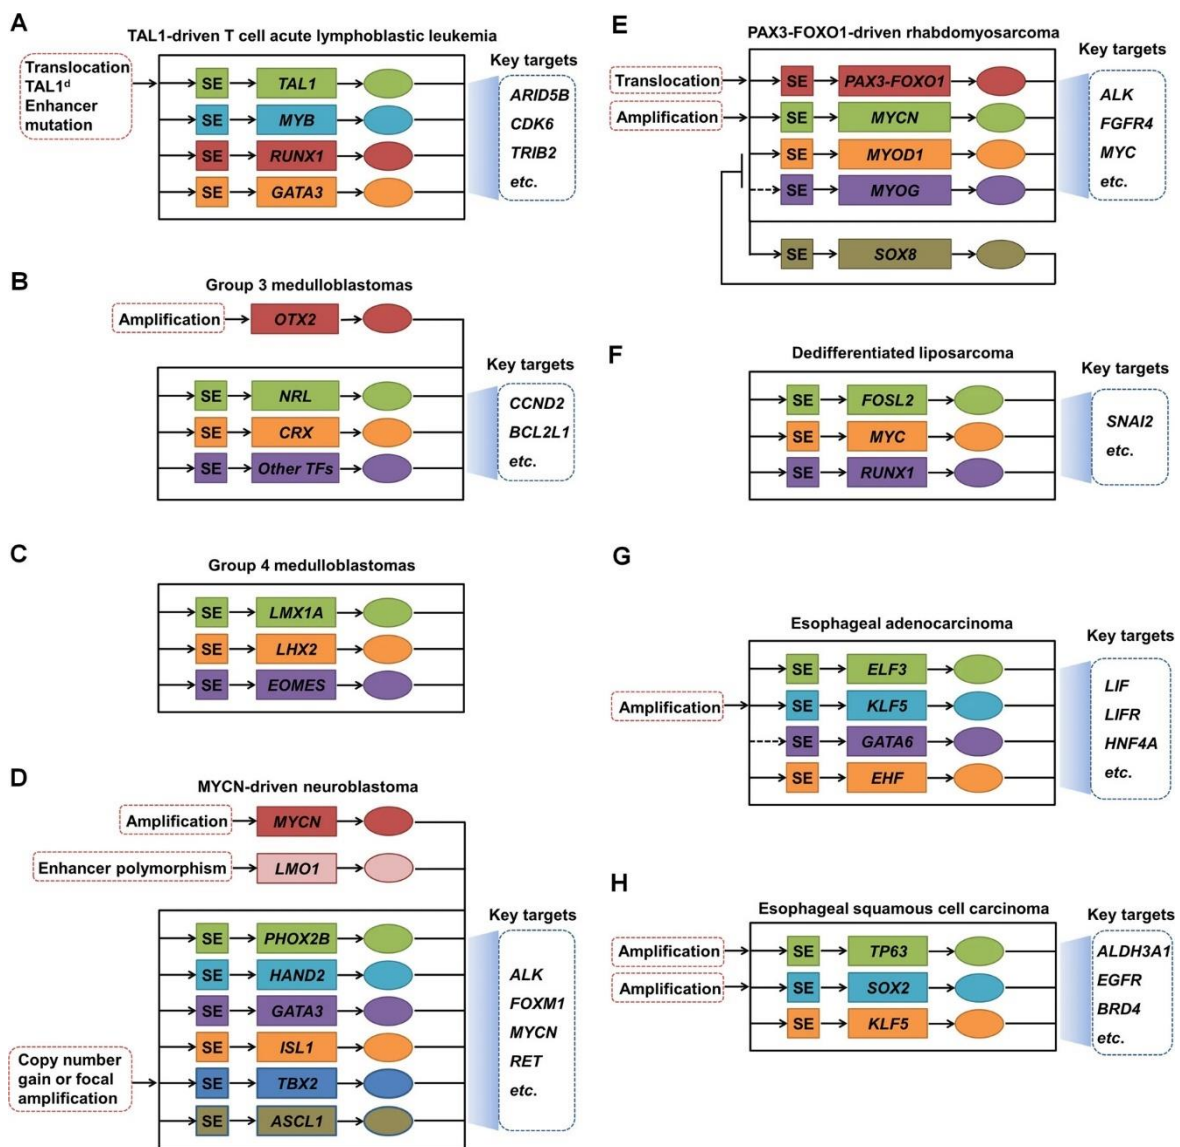 A
TAL1-driven T cell acute lymphoblastic leukemia
Translocation
TAL1ᵈ
Enhancer
mutation
SE TAL1
SE MYB
SE RUNX1
SE GATA3
Key targets
ARID5B
CDK6
TRIB2
etc.
B
Group 3 medulloblastomas
Amplification OTX2
SE NRL
SE CRX
SE Other TFs
Key targets
CCND2
BCL2L1
etc.
C
Group 4 medulloblastomas
SE LMX1A
SE LHX2
SE EOMES
D
MYCN-driven neuroblastoma
Amplification MYCN
Enhancer polymorphism LMO1
SE PHOX2B
SE HAND2
SE GATA3
SE ISL1
SE TBX2
SE ASCL1
Copy number
gain or focal
amplification
Key targets
ALK
FOXM1
MYCN
RET
etc.
E
PAX3-FOXO1-driven rhabdomyosarcoma
Translocation SE PAX3-FOXO1
Amplification SE MYCN
SE MYOD1
SE MYOG
SE SOX8
Key targets
ALK
FGFR4
MYC
etc.
F
Dedifferentiated liposarcoma
SE FOSL2
SE MYC
SE RUNX1
Key targets
SNAI2
etc.
G
Esophageal adenocarcinoma
SE ELF3
Amplification SE KLF5
SE GATA6
SE EHF
Key targets
LIF
LIFR
HNF4A
etc.
H
Esophageal squamous cell carcinoma
Amplification SE TP63
Amplification SE SOX2
SE KLF5
Key targets
ALDH3A1
EGFR
BRD4
etc.